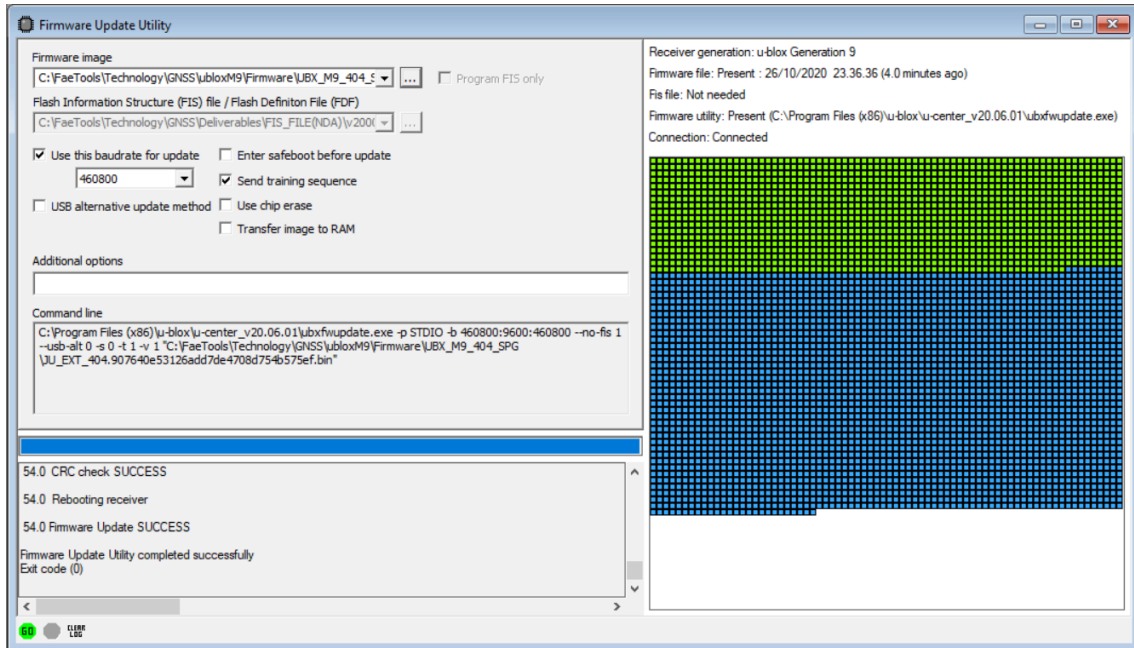 Firmware Update Utility
Firmware image
C:\FaeTools\Technology\GNSS\ubloxM9\Firmware\UBX_M9_404_S
...
Program FIS only
Flash Information Structure (FIS) file / Flash Definiton File (FDF)
C:\FaeTools\Technology\GNSS\Deliverables\FIS_FILE(NDA)\v200(
...
Use this baudrate for update
Enter safeboot before update
460800
Send training sequence
USB alternative update method
Use chip erase
Transfer image to RAM
Additional options
Command line
C:\Program Files (x86)\u-blox\u-center_v20.06.01\ubxfwupdate.exe -p STDIO -b 460800:9600:460800 --no-fis 1
--usb-alt 0 -s 0 -t 1 -v 1 "C:\FaeTools\Technology\GNSS\ubloxM9\Firmware\UBX_M9_404_SPG
\JU_EXT_404.907640e53126add7de4708d754b575ef.bin"
54.0 CRC check SUCCESS
54.0 Rebooting receiver
54.0 Firmware Update SUCCESS
Firmware Update Utility completed successfully
Exit code (0)
GO
CLEAR
LOG
Receiver generation: u-blox Generation 9
Firmware file: Present : 26/10/2020 23.36.36 (4.0 minutes ago)
Fis file: Not needed
Firmware utility: Present (C:\Program Files (x86)\u-blox\u-center_v20.06.01\ubxfwupdate.exe)
Connection: Connected